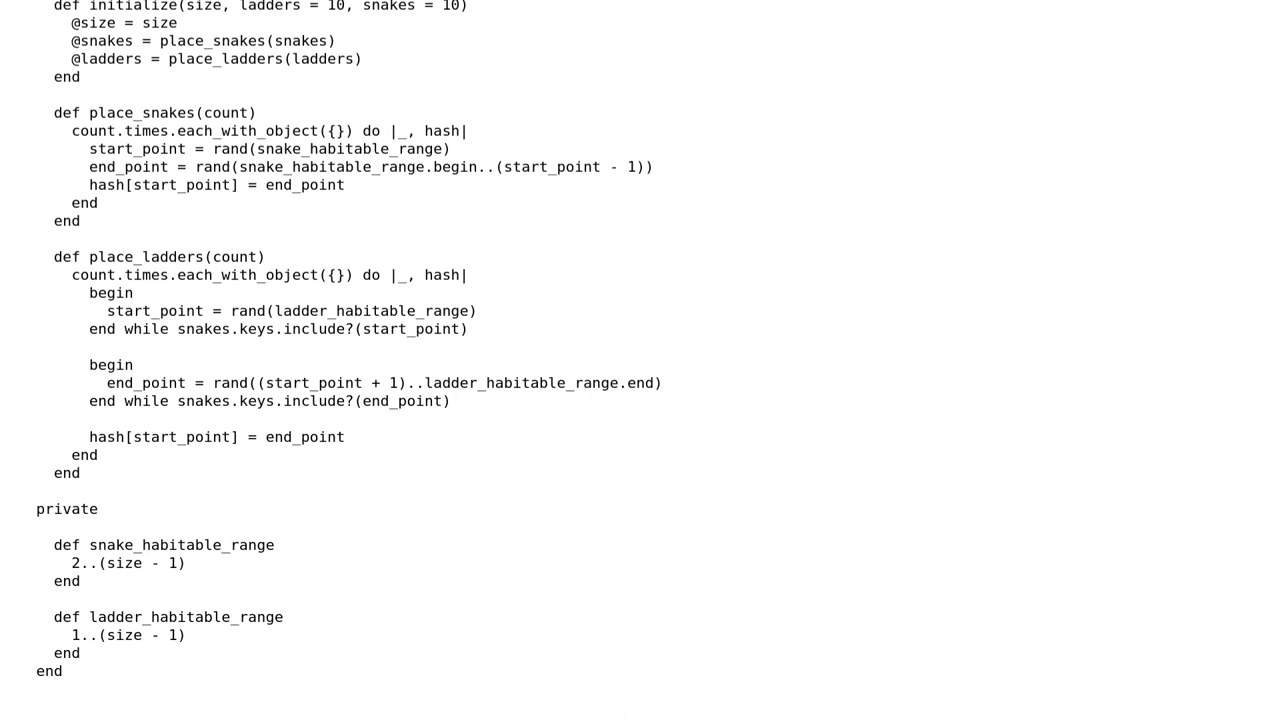 def initialize(size, ladders = 10, snakes = 10)
@size = size
@snakes = place_snakes(snakes)
@ladders = place_ladders(ladders)
end
def place_snakes(count)
count.times.each_with_object({}) do |_, hash|
start_point = rand(snake_habitable_range)
end_point = rand(snake_habitable_range.begin..(start_point - 1))
hash[start_point] = end_point
end
end
def place_ladders(count)
count.times.each_with_object({}) do |_, hash|
begin
start_point = rand(ladder_habitable_range)
end while snakes.keys.include?(start_point)
begin
end_point = rand((start_point + 1)..ladder_habitable_range.end)
end while snakes.keys.include?(end_point)
hash[start_point] = end_point
end
end
private
def snake_habitable_range
2..(size - 1)
end
def ladder_habitable_range
1..(size - 1)
end
end